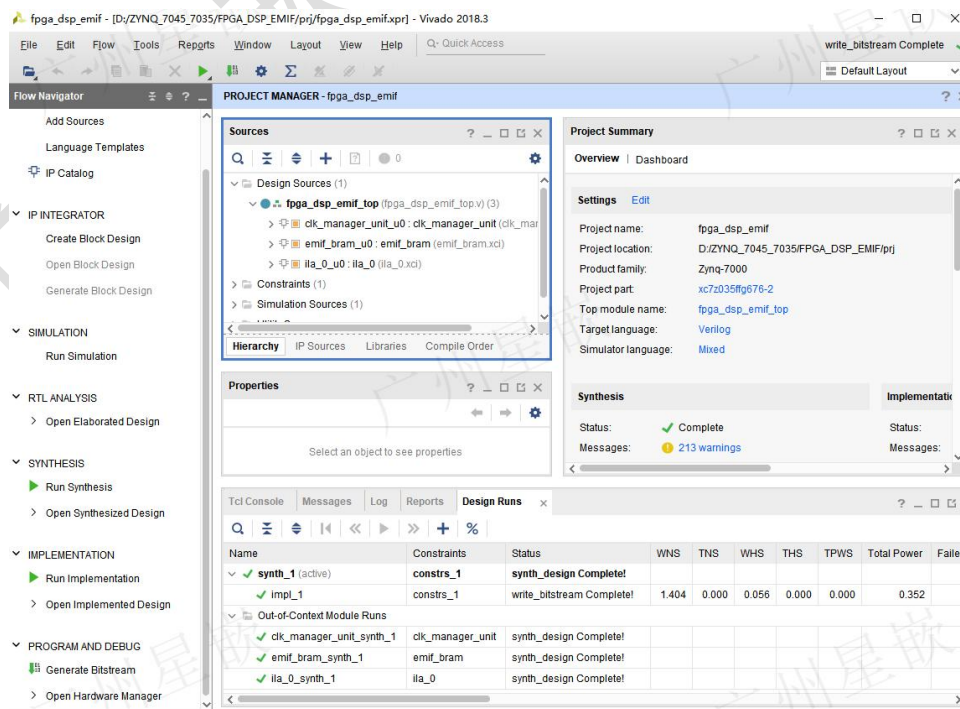 fpga_dsp_emif - [D:/ZYNQ_7045_7035/FPGA_DSP_EMIF/prj/fpga_dsp_emif.xpr] - Vivado 2018.3
File Edit Flow Tools Reports Window Layout View Help Q- Quick Access write_bitstream Complete
Default Layout
Flow Navigator
PROJECT MANAGER - fpga_dsp_emif
Add Sources
Language Templates
IP Catalog
IP INTEGRATOR
Create Block Design
Open Block Design
Generate Block Design
SIMULATION
Run Simulation
RTL ANALYSIS
Open Elaborated Design
SYNTHESIS
Run Synthesis
Open Synthesized Design
IMPLEMENTATION
Run Implementation
Open Implemented Design
PROGRAM AND DEBUG
Generate Bitstream
Open Hardware Manager
Sources
0
Design Sources (1)
fpga_dsp_emif_top (fpga_dsp_emif_top.v) (3)
clk_manager_unit_u0 : clk_manager_unit (clk_mar
emif_bram_u0 : emif_bram (emif_bram.xci)
ila_0_u0 : ila_0 (ila_0.xci)
Constraints (1)
Simulation Sources (1)
Hierarchy IP Sources Libraries Compile Order
Properties
Select an object to see properties
Project Summary
Overview | Dashboard
Settings Edit
Project name: fpga_dsp_emif
Project location: D:/ZYNQ_7045_7035/FPGA_DSP_EMIF/prj
Product family: Zynq-7000
Project part: xc7z035ffg676-2
Top module name: fpga_dsp_emif_top
Target language: Verilog
Simulator language: Mixed
Synthesis Implementatic
Status: Complete Status:
Messages: 213 warnings Messages:
Tcl Console Messages Log Reports Design Runs
Name Constraints Status WNS TNS WHS THS TPWS Total Power Faile
synth_1 (active) constrs_1 synth_design Complete!
impl_1 constrs_1 write_bitstream Complete! 1.404 0.000 0.056 0.000 0.000 0.352
Out-of-Context Module Runs
clk_manager_unit_synth_1 clk_manager_unit synth_design Complete!
emif_bram_synth_1 emif_bram synth_design Complete!
ila_0_synth_1 ila_0 synth_design Complete!
广州星嵌